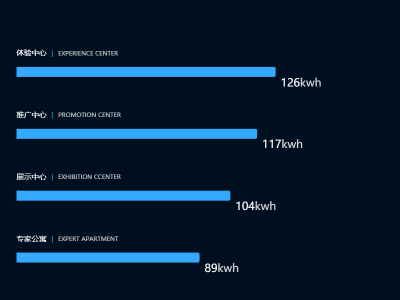 体验中心 | EXPERIENCE CENTER
126kwh
推广中心 | PROMOTION CENTER
117kwh
展示中心 | EXHIBITION CCENTER
104kwh
专家公寓 | EXPERT APARTMENT
89kwh